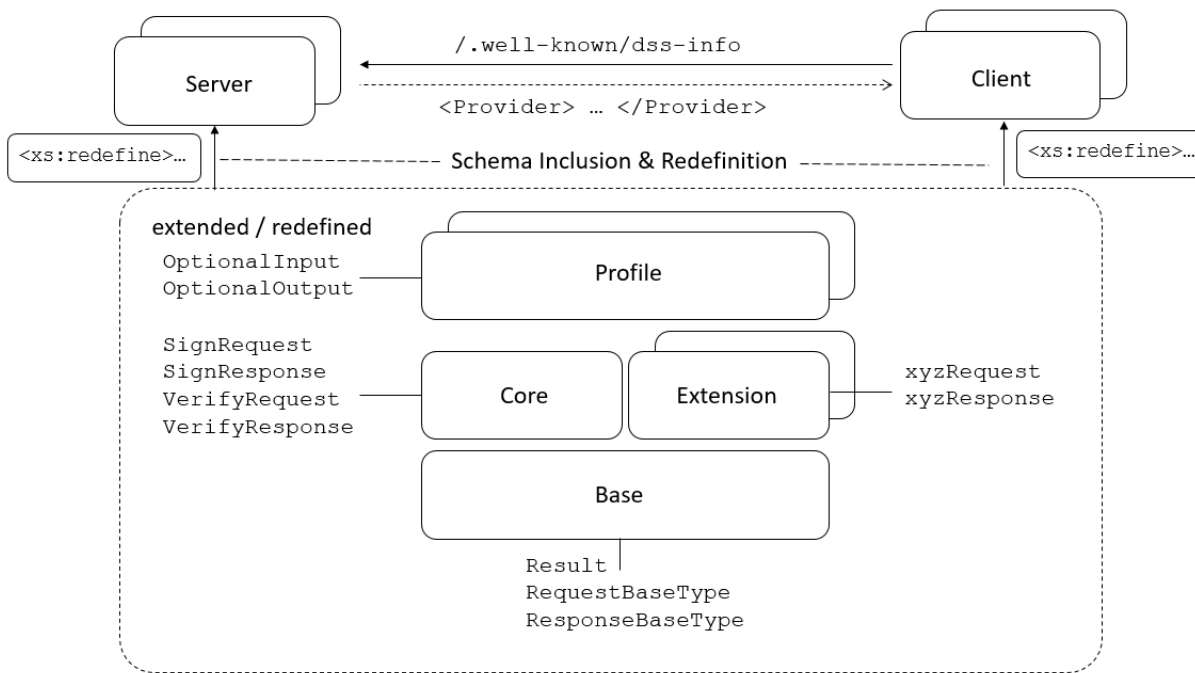 /.well-known/dss-info
Server
Client
<Provider> … </Provider>
<xs:redefine>…
Schema Inclusion & Redefinition
<xs:redefine>…
extended / redefined
OptionalInput
OptionalOutput
Profile
SignRequest
SignResponse
VerifyRequest
VerifyResponse
Core
Extension
xyzRequest
xyzResponse
Base
Result
RequestBaseType
ResponseBaseType